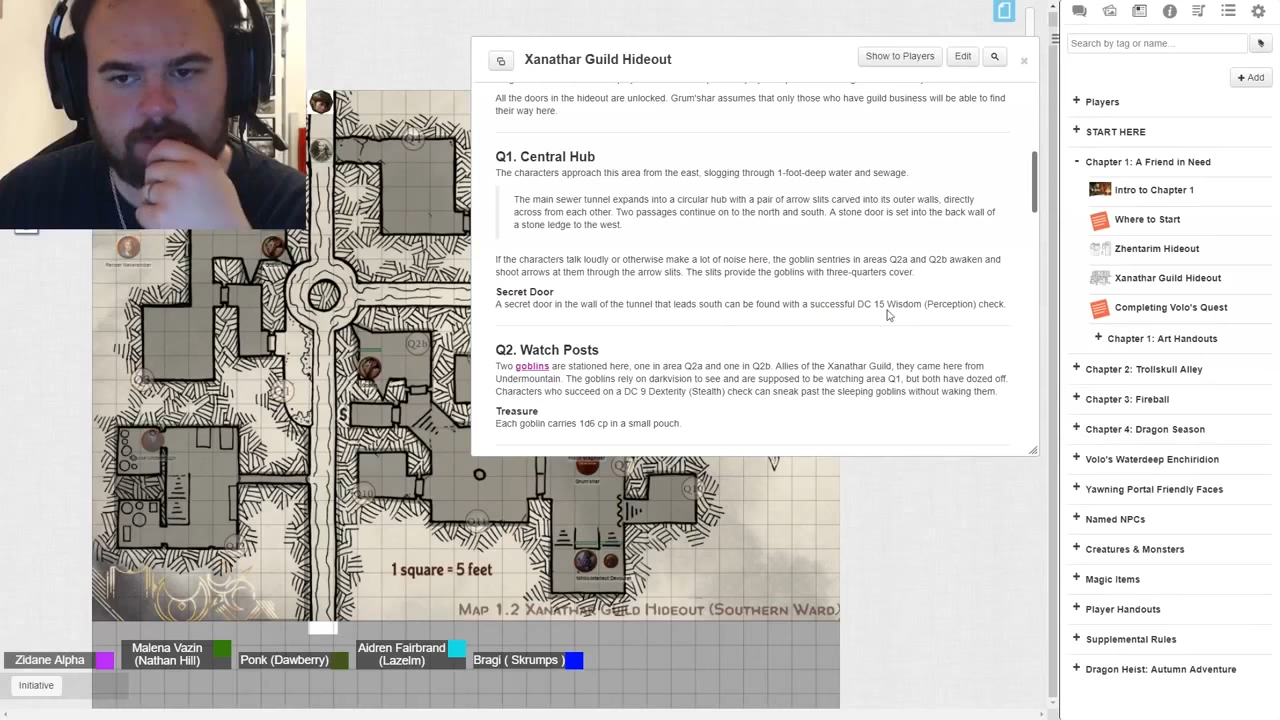 Xanathar Guild Hideout
Show to Players
Edit
All the doors in the hideout are unlocked. Grum'shar assumes that only those who have guild business will be able to find
their way here.
Q1. Central Hub
The characters approach this area from the east, slogging through 1-foot-deep water and sewage.
The main sewer tunnel expands into a circular hub with a pair of arrow slits carved into its outer walls, directly
across from each other. Two passages continue on to the north and south. A stone door is set into the back wall of
a stone ledge to the west.
If the characters talk loudly or otherwise make a lot of noise here, the goblin sentries in areas Q2a and Q2b awaken and
shoot arrows at them through the arrow slits. The slits provide the goblins with three-quarters cover.
Secret Door
A secret door in the wall of the tunnel that leads south can be found with a successful DC 15 Wisdom (Perception) check.
Q2. Watch Posts
Two goblins are stationed here, one in area Q2a and one in Q2b. Allies of the Xanathar Guild, they came here from
Undermountain. The goblins rely on darkvision to see and are supposed to be watching area Q1, but both have dozed off.
Characters who succeed on a DC 9 Dexterity (Stealth) check can sneak past the sleeping goblins without waking them.
Treasure
Each goblin carries 1d6 cp in a small pouch.
Q2b
S
1 square = 5 feet
Map 1.2 Xanathar Guild Hideout (Southern Ward)
Zidane Alpha
Malena Vazin
(Nathan Hill)
Ponk (Dawberry)
Aidren Fairbrand
(Lazelm)
Bragi ( Skrumps )
Initiative
Search by tag or name...
+ Add
Players
START HERE
Chapter 1: A Friend in Need
Intro to Chapter 1
Where to Start
Zhentarim Hideout
Xanathar Guild Hideout
Completing Volo's Quest
Chapter 1: Art Handouts
Chapter 2: Trollskull Alley
Chapter 3: Fireball
Chapter 4: Dragon Season
Volo's Waterdeep Enchiridion
Yawning Portal Friendly Faces
Named NPCs
Creatures & Monsters
Magic Items
Player Handouts
Supplemental Rules
Dragon Heist: Autumn Adventure